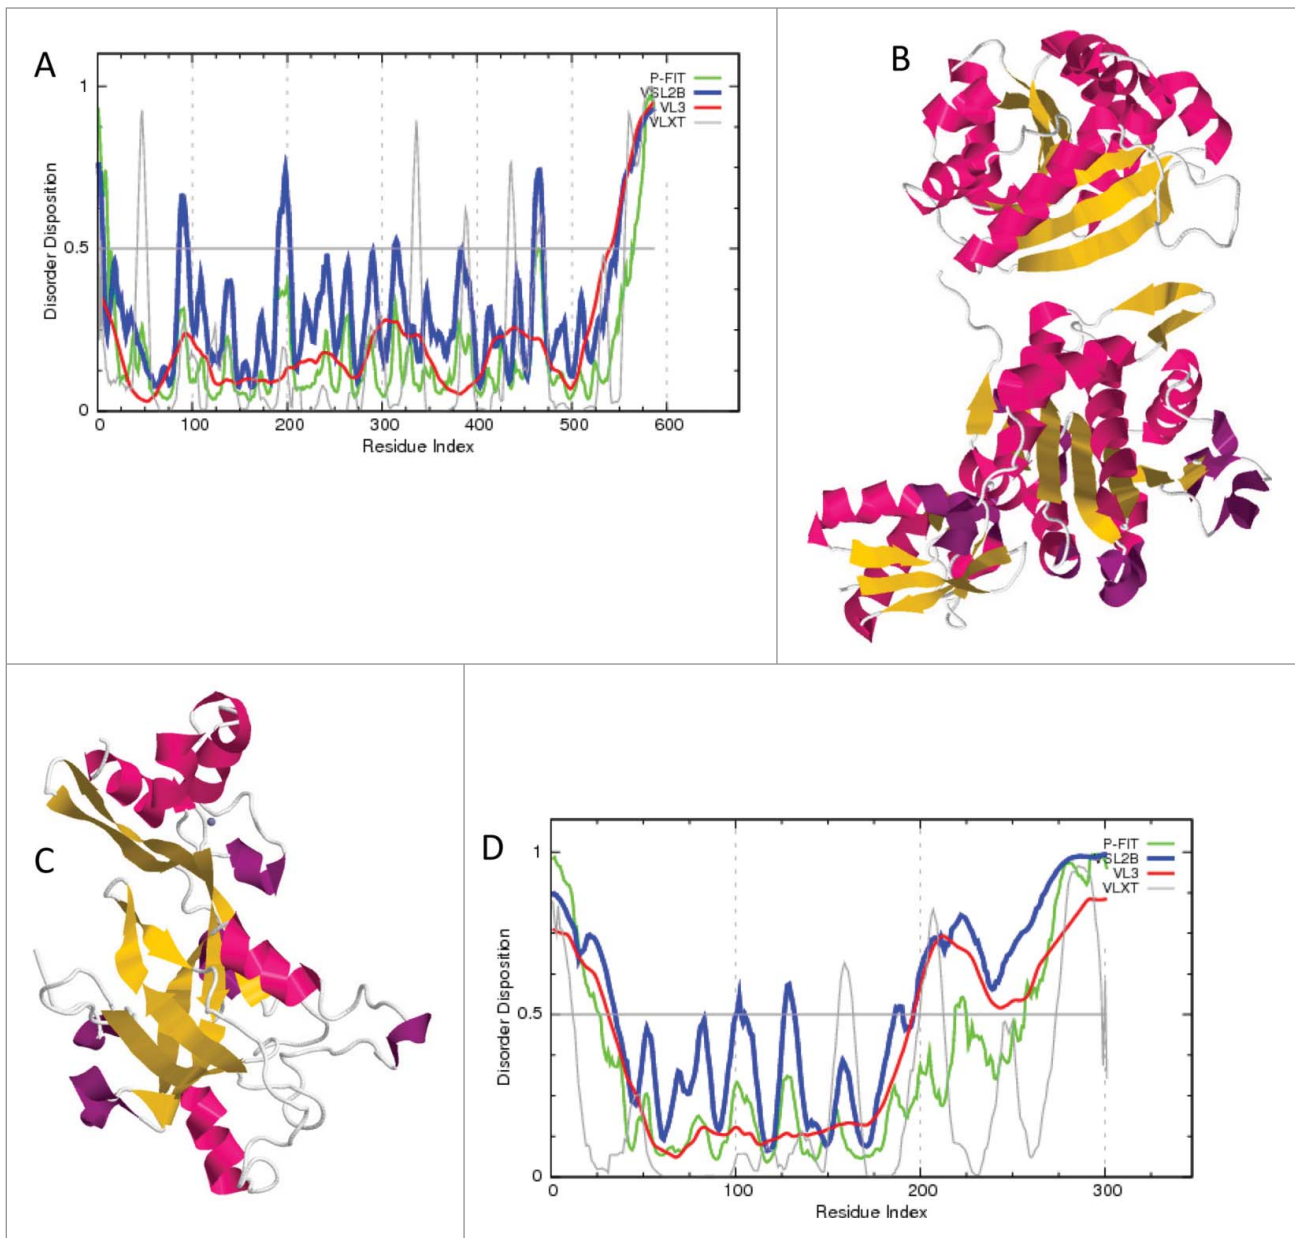 A
1
0.5
0
Disorder Disposition
P-FIT
VSL2B
VL3
VLXT
100 200 300 400 500 600
Residue Index
B
C
D
1
0.5
0
Disorder Disposition
P-FIT
VSL2B
VL3
VLXT
0 100 200 300
Residue Index